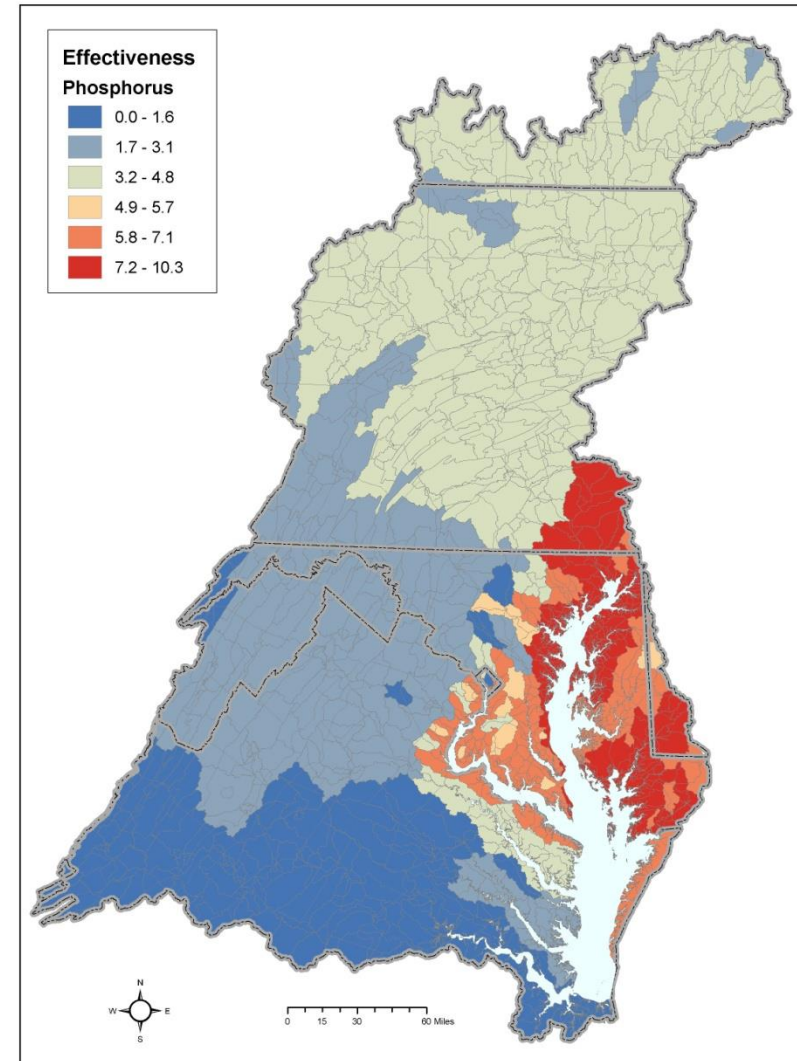 Effectiveness
Phosphorus
0.0 - 1.6
1.7 - 3.1
3.2 - 4.8
4.9 - 5.7
5.8 - 7.1
7.2 - 10.3
N
W E
S
0 15 30 60 Miles